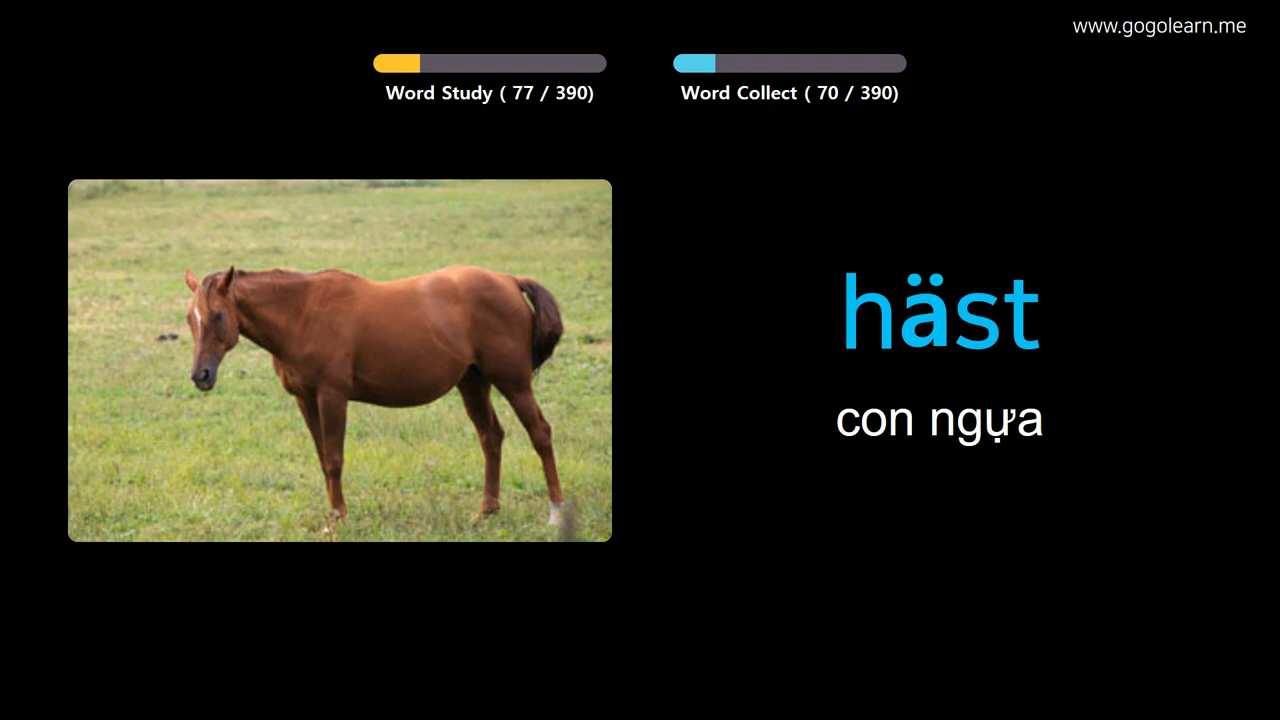 www.gogolearn.me
Word Study ( 77 / 390)
Word Collect ( 70 / 390)
häst
con ngựa